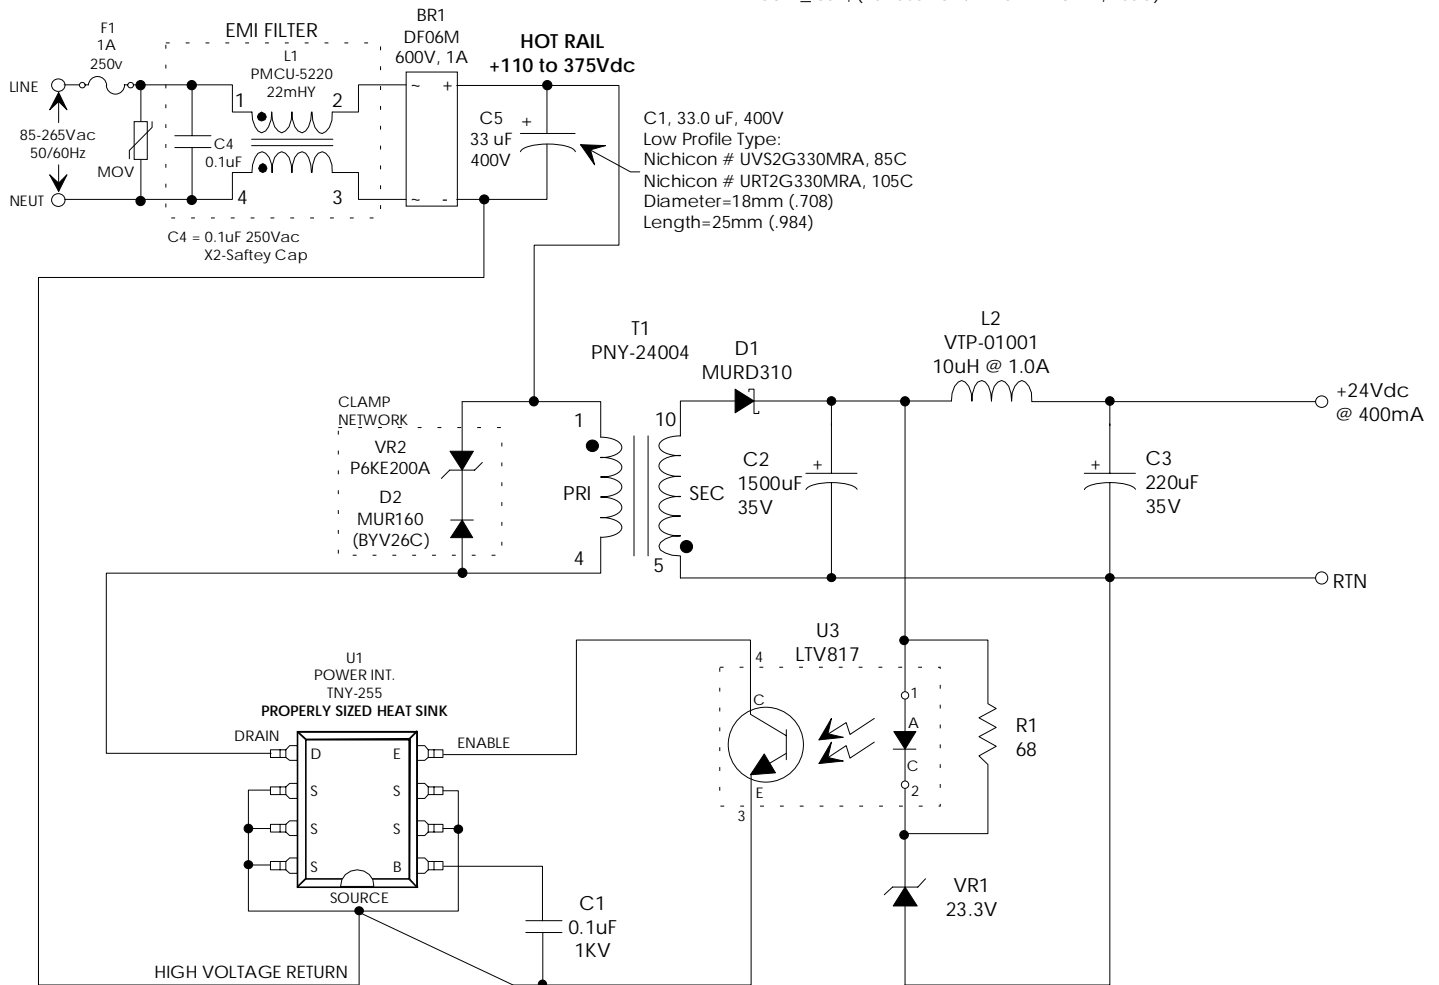 F1
1A
250v
EMI FILTER
L1
PMCU-5220
22mHY
BR1
DF06M
600V, 1A
HOT RAIL
+110 to 375Vdc
LINE
1
2
~
+
85-265Vac
50/60Hz
MOV
C4
0.1uF
C5
33 uF
400V
+
C1, 33.0 uF, 400V
Low Profile Type:
Nichicon # UVS2G330MRA, 85C
Nichicon # URT2G330MRA, 105C
Diameter=18mm (.708)
Length=25mm (.984)
NEUT
4
3
~
-
C4 = 0.1uF 250Vac
X2-Saftey Cap
T1
PNY-24004
D1
MURD310
L2
VTP-01001
10uH @ 1.0A
+24Vdc
@ 400mA
CLAMP
NETWORK
VR2
P6KE200A
D2
MUR160
(BYV26C)
1
10
PRI
SEC
4
5
C2
1500uF
35V
+
C3
220uF
35V
+
RTN
U3
LTV817
U1
POWER INT.
TNY-255
PROPERLY SIZED HEAT SINK
DRAIN
ENABLE
D
E
S
S
S
S
S
B
SOURCE
4
C
E
3
1
A
C
2
R1
68
C1
0.1uF
1KV
VR1
23.3V
HIGH VOLTAGE RETURN